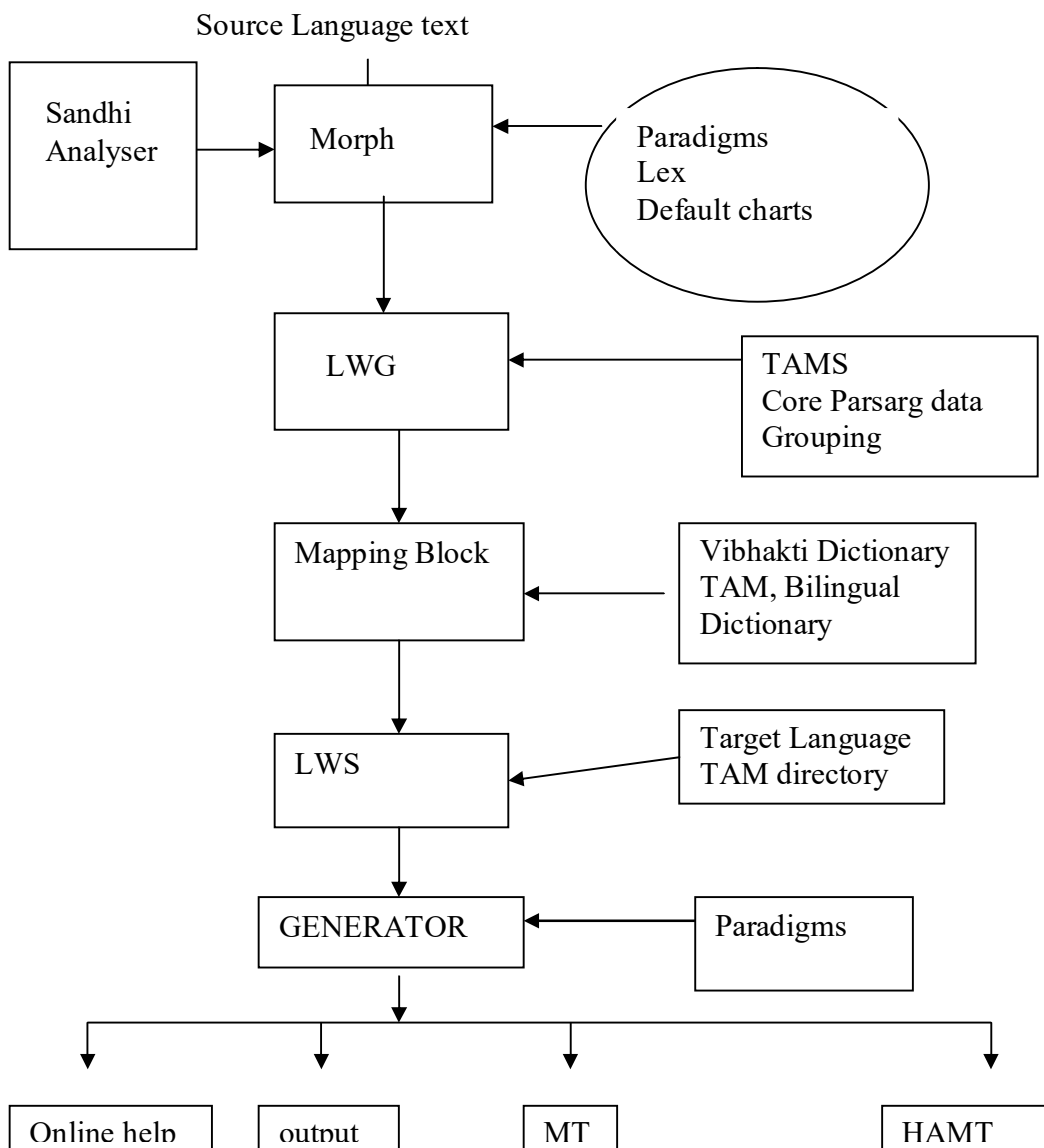 Source Language text
Sandhi
Analyser
Morph
Paradigms
Lex
Default charts
LWG
TAMS
Core Parsarg data
Grouping
Mapping Block
Vibhakti Dictionary
TAM, Bilingual
Dictionary
LWS
Target Language
TAM directory
GENERATOR
Paradigms
Online help
output
MT
HAMT